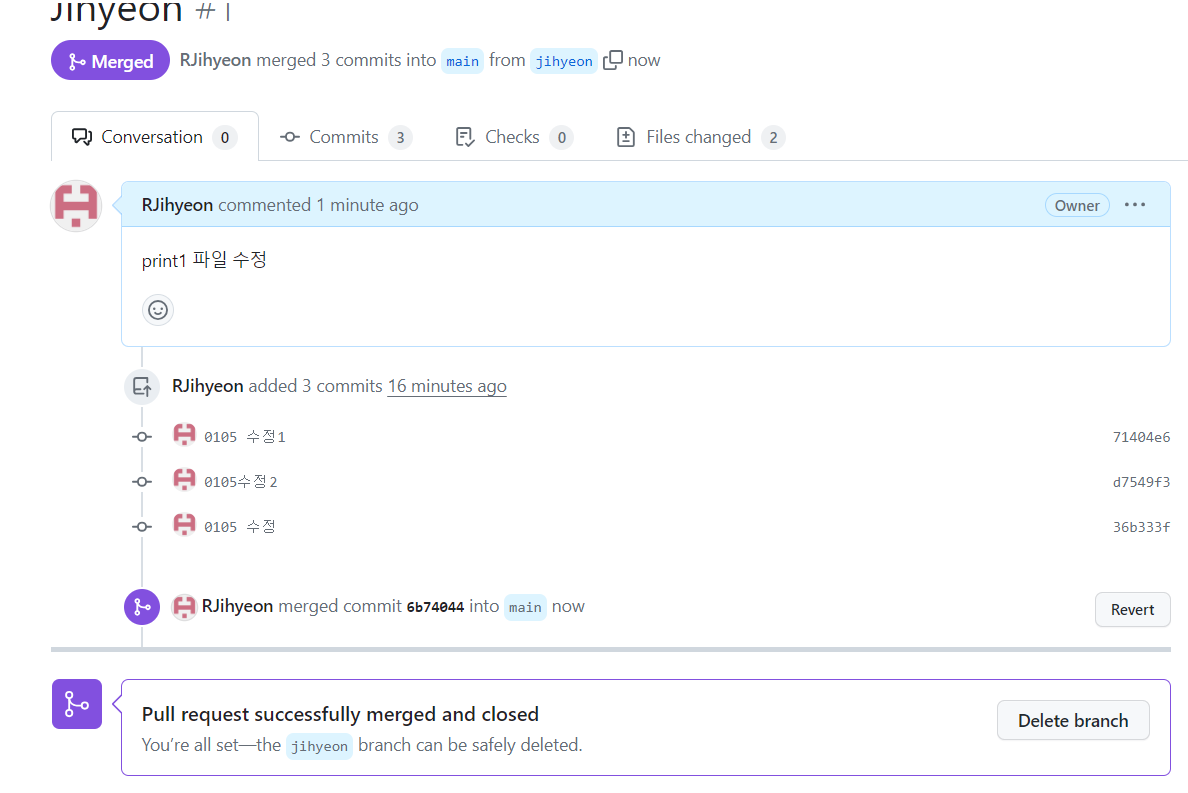 Jihyeon #1
Merged RJihyeon merged 3 commits into main from jihyeon now
Conversation 0 Commits 3 Checks 0 Files changed 2
RJihyeon commented 1 minute ago Owner
print1 파일 수정
RJihyeon added 3 commits 16 minutes ago
0105 수정1 71404e6
0105수정2 d7549f3
0105 수정 36b333f
RJihyeon merged commit 6b74044 into main now Revert
Pull request successfully merged and closed
You’re all set—the jihyeon branch can be safely deleted.
Delete branch